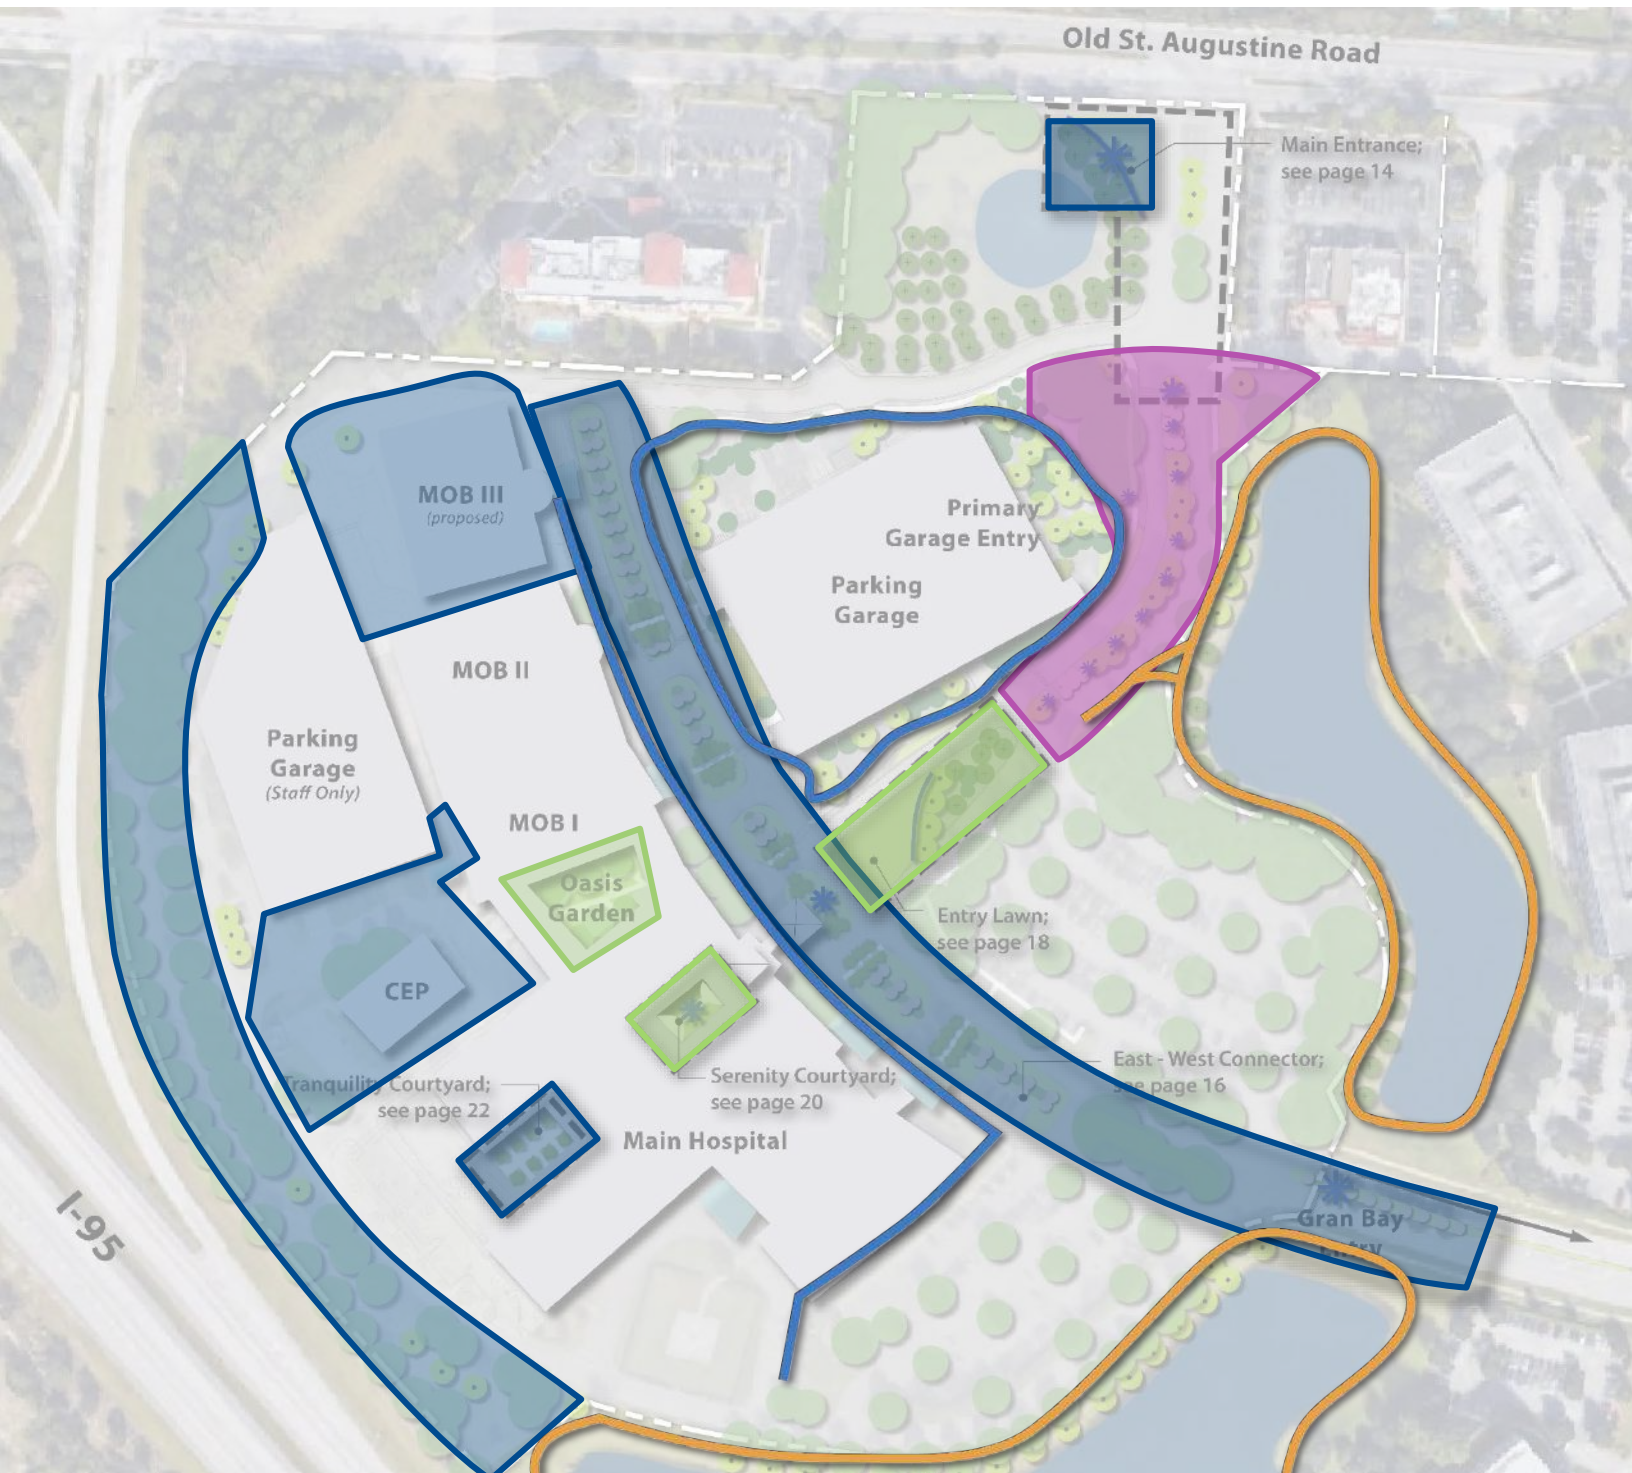 Old St. Augustine Road
Main Entrance;
see page 14
MOB III
(proposed)
Primary
Garage Entry
Parking
Garage
MOB II
Parking
Garage
(Staff Only)
MOB I
Oasis
Garden
Entry Lawn;
see page 18
CEP
East - West Connector;
see page 16
Tranquility Courtyard;
see page 22
Serenity Courtyard;
see page 20
Main Hospital
I-95
Gran Bay
Entry